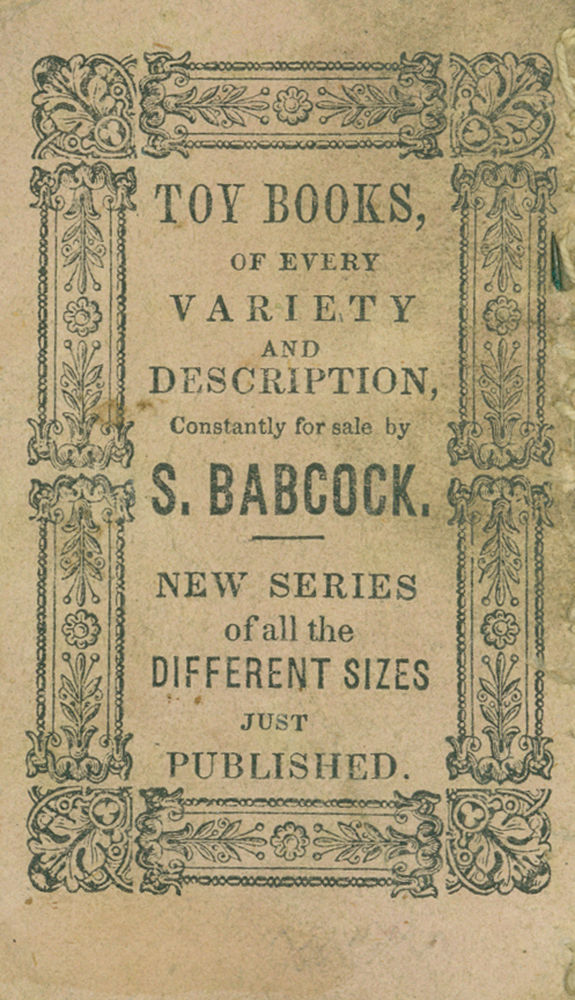 TOY BOOKS,
OF EVERY
VARIETY
AND
DESCRIPTION,
Constantly for sale by
S. BABCOCK.
NEW SERIES
of all the
DIFFERENT SIZES
JUST
PUBLISHED.